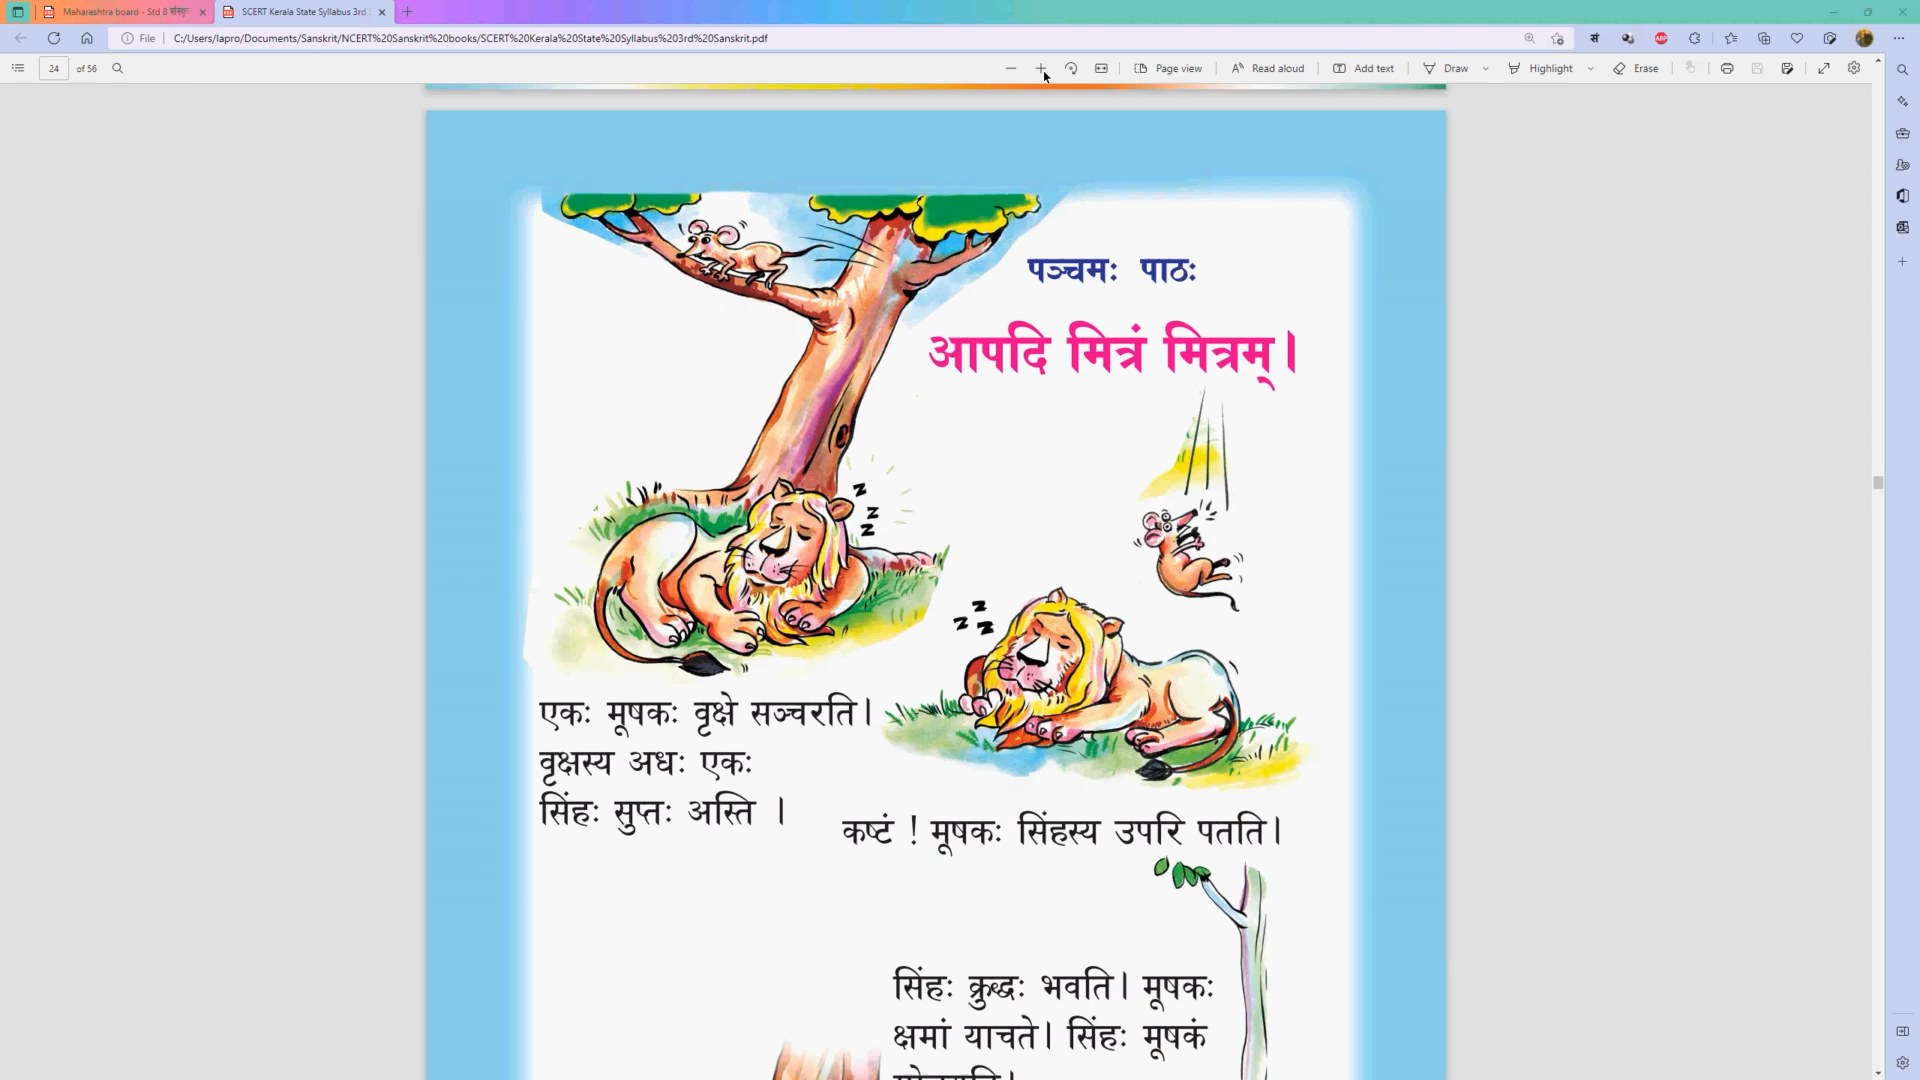 Maharashtra board - Std 8 संस्कृ
SCERT Kerala State Syllabus 3rd
File
C:/Users/lapro/Documents/Sanskrit/NCERT%20Sanskrit%20books/SCERT%20Kerala%20State%20Syllabus%203rd%20Sanskrit.pdf
24 of 56
Page view
Read aloud
Add text
Draw
Highlight
Erase
पञ्चमः पाठः
आपदि मित्रं मित्रम्।
z
z
z
z
z z
एकः मूषकः वृक्षे सञ्चरति।
वृक्षस्य अधः एकः
सिंहः सुप्तः अस्ति ।
कष्टं ! मूषकः सिंहस्य उपरि पतति।
सिंहः क्रुद्धः भवति। मूषकः
क्षमां याचते। सिंहः मूषकं